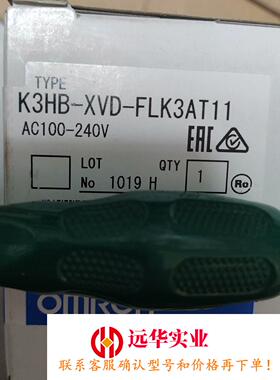 TYPE
K3HB-XVD-FLK3AT11
AC100-240V
EAC
LOT
QTY
No 1019 H
1
OMRON
远华实业
联系客服确认型号和价格再下单!